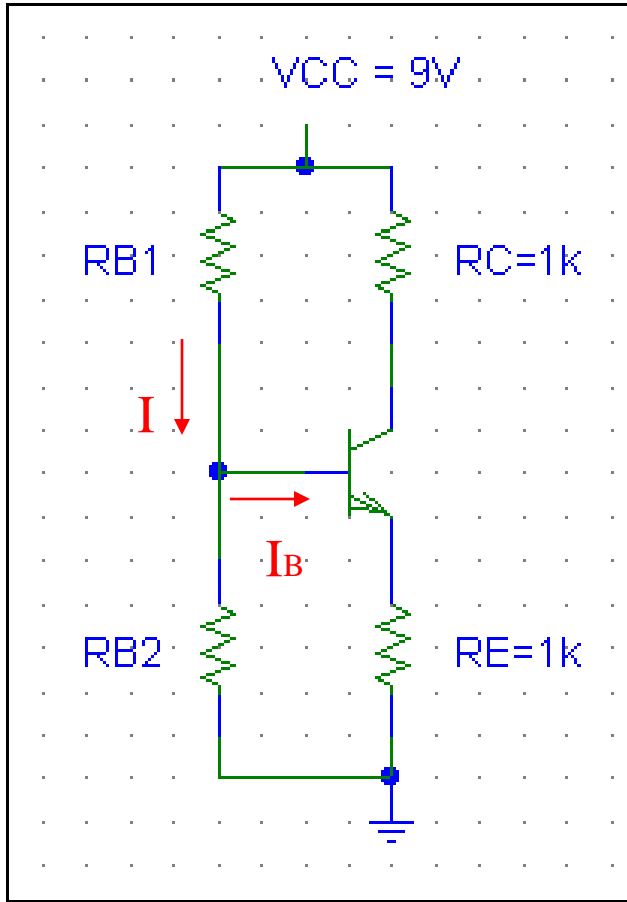 VCC = 9V
RB1
RC=1k
I
IB
RB2
RE=1k